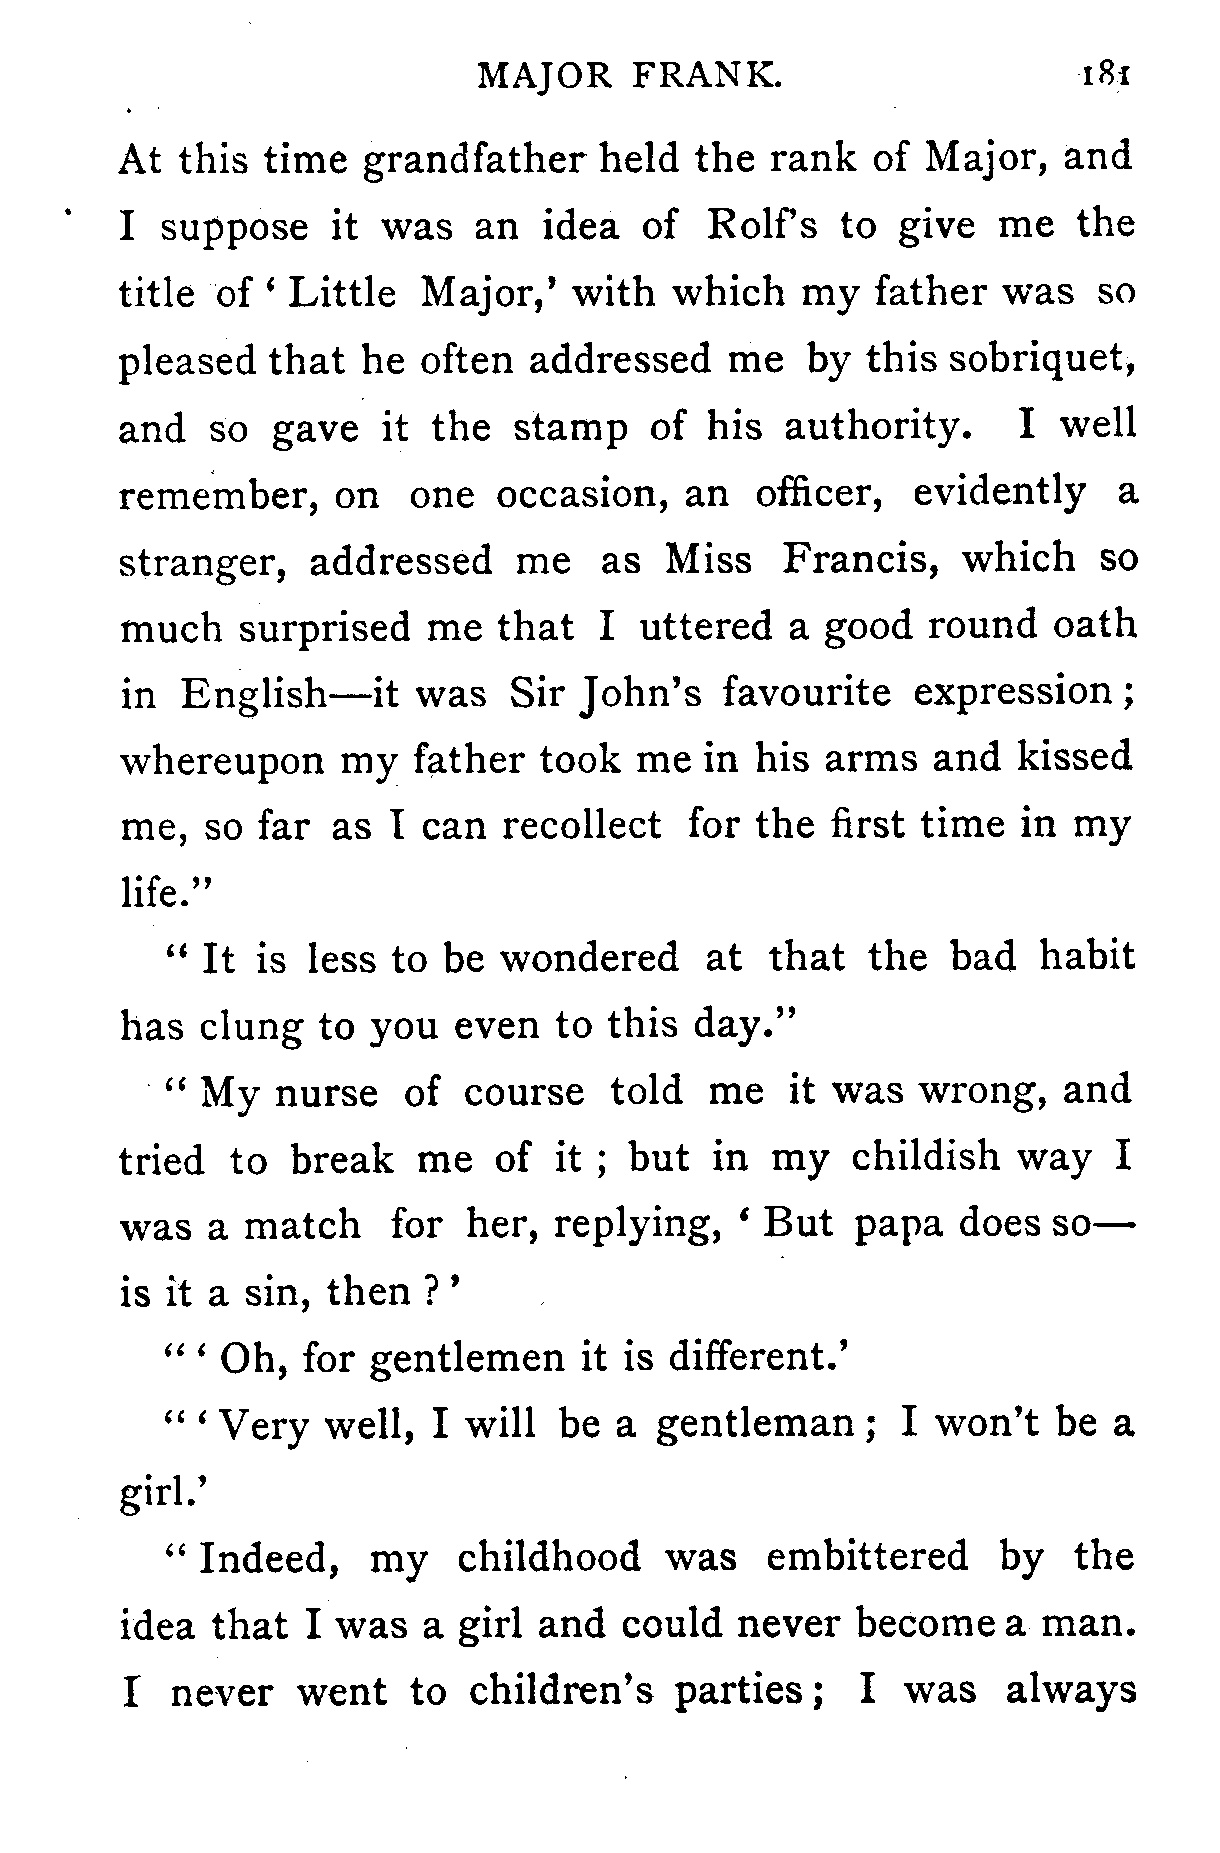 MAJOR FRANK. 181
At this time grandfather held the rank of Major, and
I suppose it was an idea of Rolf's to give me the
title of ‘ Little Major,’ with which my father was so
pleased that he often addressed me by this sobriquet,
and so gave it the stamp of his authority. I well
remember, on one occasion, an officer, evidently a
stranger, addressed me as Miss Francis, which so
much surprised me that I uttered a good round oath
in English—it was Sir John's favourite expression ;
whereupon my father took me in his arms and kissed
me, so far as I can recollect for the first time in my
life.”
“ It is less to be wondered at that the bad habit
has clung to you even to this day.”
“ My nurse of course told me it was wrong, and
tried to break me of it ; but in my childish way I
was a match for her, replying, ‘ But papa does so—
is it a sin, then ? ’
“ ‘ Oh, for gentlemen it is different.’
“ ‘ Very well, I will be a gentleman ; I won't be a
girl.’
“ Indeed, my childhood was embittered by the
idea that I was a girl and could never become a man.
I never went to children's parties ; I was always